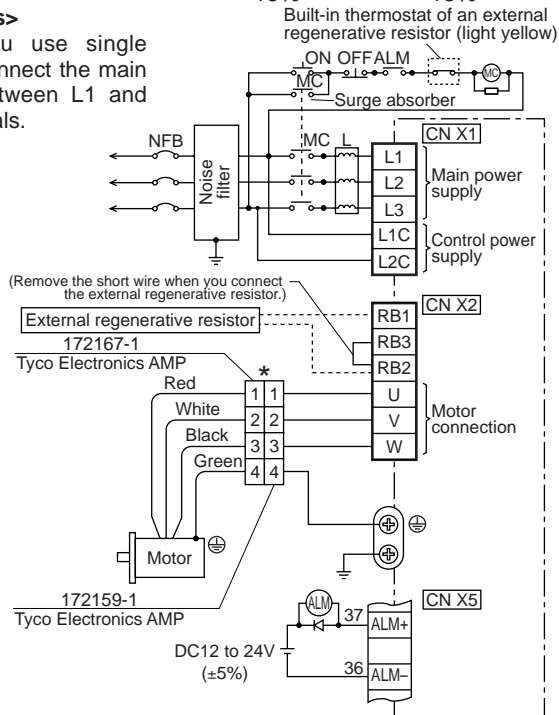 s>
u use single
nnect the main
tween L1 and
als.
Built-in thermostat of an external
regenerative resistor (light yellow)
ON OFF ALM
MC
MC
Surge absorber
NFB
Noise
filter
MC L
CN X1
L1
L2
L3
L1C
L2C
Main power
supply
Control power
supply
(Remove the short wire when you connect
the external regenerative resistor.)
External regenerative resistor
CN X2
RB1
RB3
RB2
U
V
W
Motor
connection
172167-1
Tyco Electronics AMP
*
Red
White
Black
Green
1 1
2 2
3 3
4 4
Motor
172159-1
Tyco Electronics AMP
ALM
DC12 to 24V
(±5%)
37
36
CN X5
ALM+
ALM–